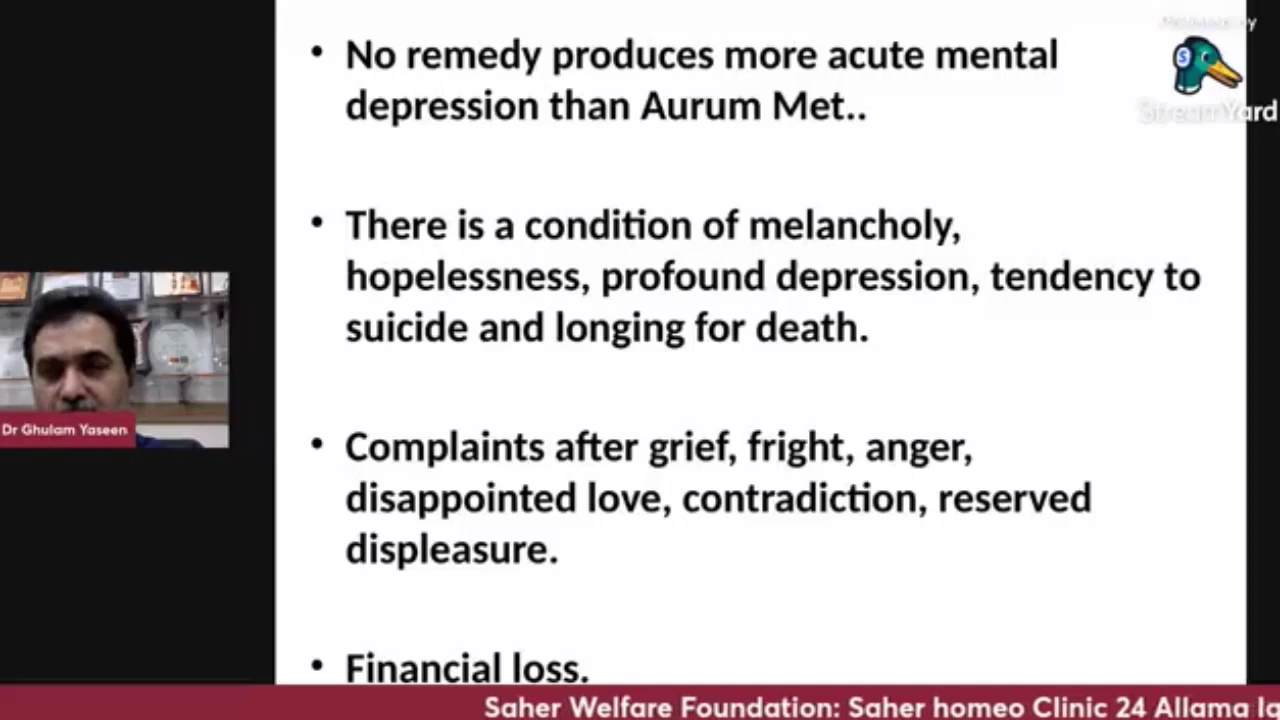 Powered by
StreamYard
• No remedy produces more acute mental
depression than Aurum Met..
• There is a condition of melancholy,
hopelessness, profound depression, tendency to
suicide and longing for death.
• Complaints after grief, fright, anger,
disappointed love, contradiction, reserved
displeasure.
• Financial loss.
Dr Ghulam Yaseen
Saher Welfare Foundation: Saher homeo Clinic 24 Allama